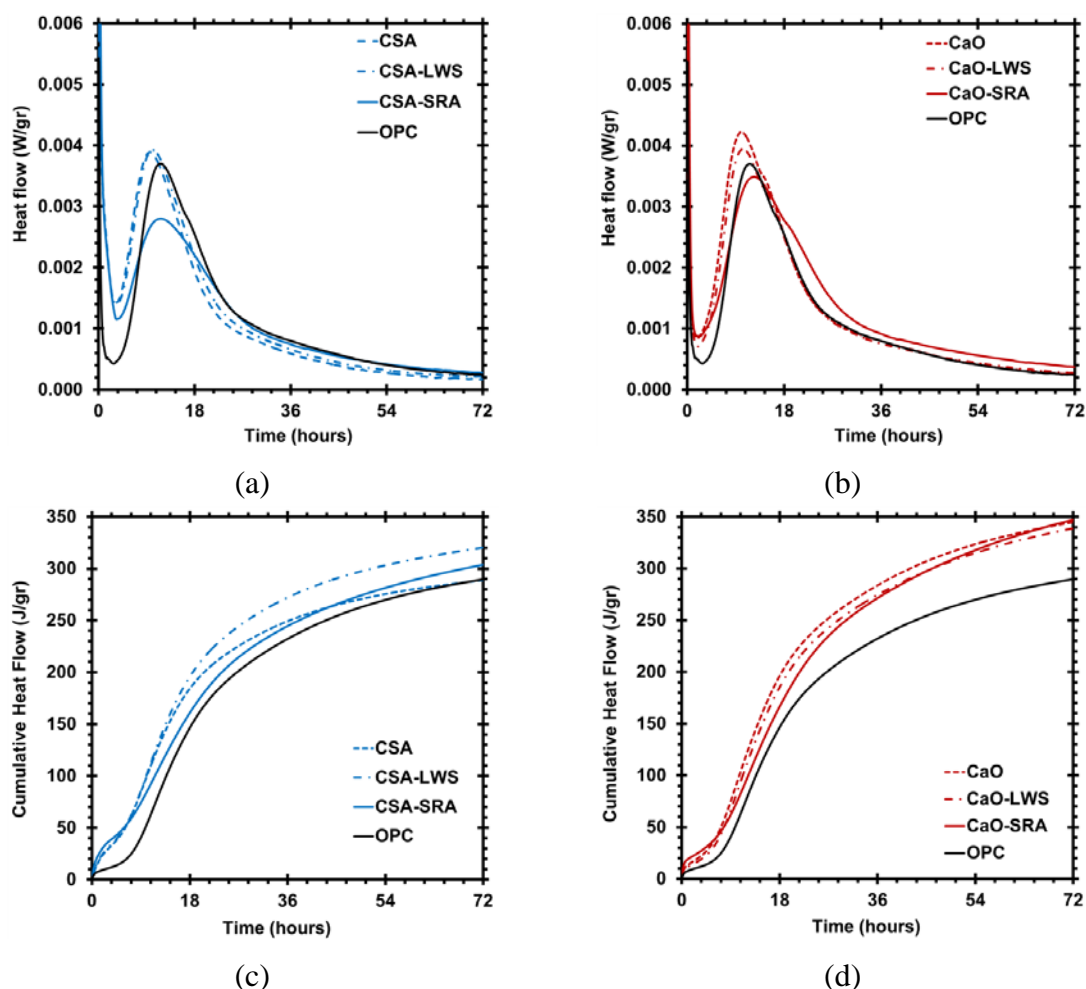 0.006
0.005
0.004
0.003
0.002
0.001
0.000
Heat flow (W/gr)
CSA
CSA-LWS
CSA-SRA
OPC
0 18 36 54 72
Time (hours)
(a)
0.006
0.005
0.004
0.003
0.002
0.001
0.000
Heat flow (W/gr)
CaO
CaO-LWS
CaO-SRA
OPC
0 18 36 54 72
Time (hours)
(b)
350
300
250
200
150
100
50
0
Cumulative Heat Flow (J/gr)
CSA
CSA-LWS
CSA-SRA
OPC
0 18 36 54 72
Time (hours)
(c)
350
300
250
200
150
100
50
0
Cumulative Heat Flow (J/gr)
CaO
CaO-LWS
CaO-SRA
OPC
0 18 36 54 72
Time (hours)
(d)